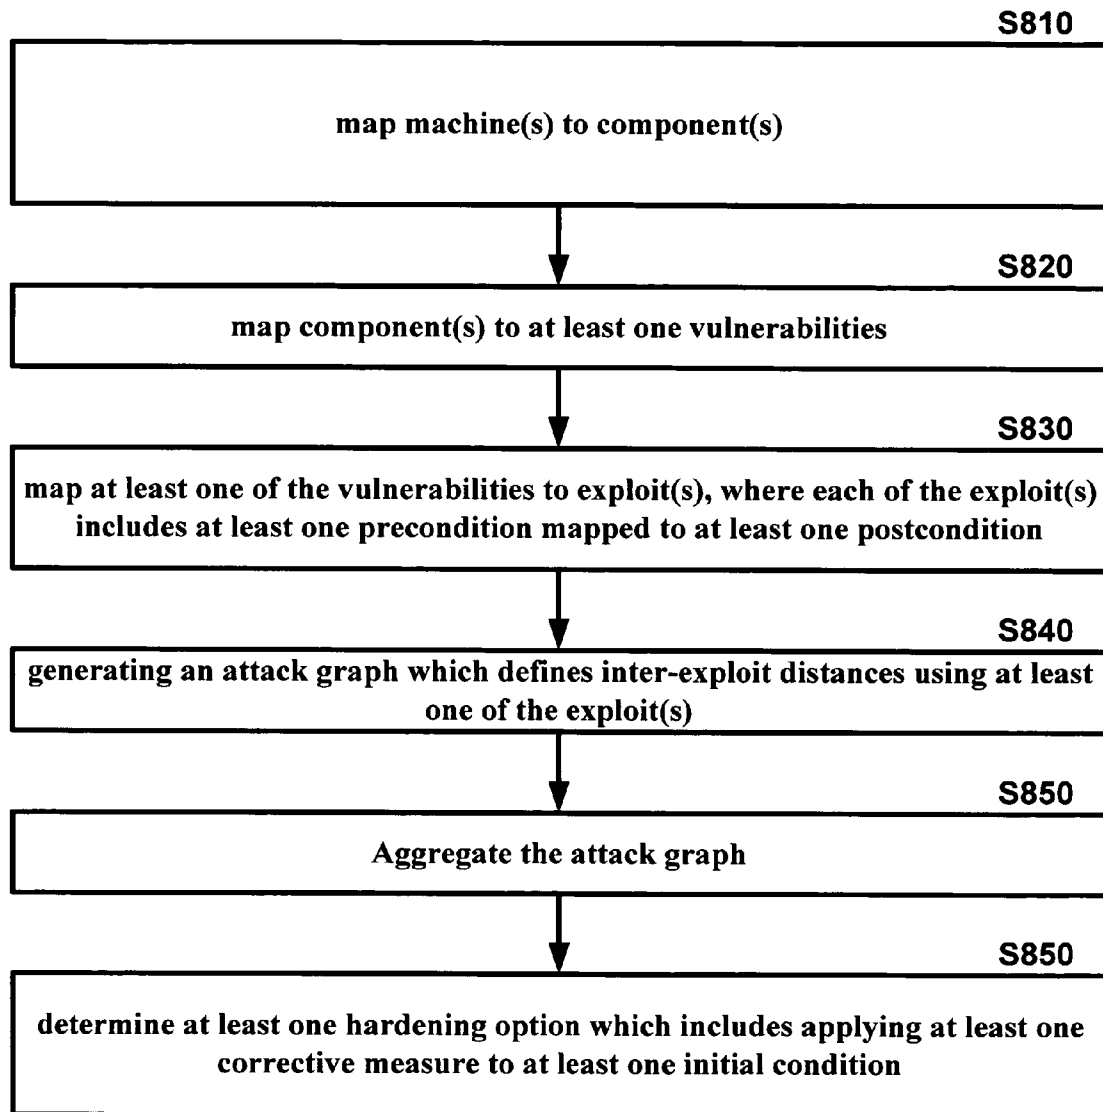 S810
map machine(s) to component(s)
S820
map component(s) to at least one vulnerabilities
S830
map at least one of the vulnerabilities to exploit(s), where each of the exploit(s)
includes at least one precondition mapped to at least one postcondition
S840
generating an attack graph which defines inter-exploit distances using at least
one of the exploit(s)
S850
Aggregate the attack graph
S850
determine at least one hardening option which includes applying at least one
corrective measure to at least one initial condition